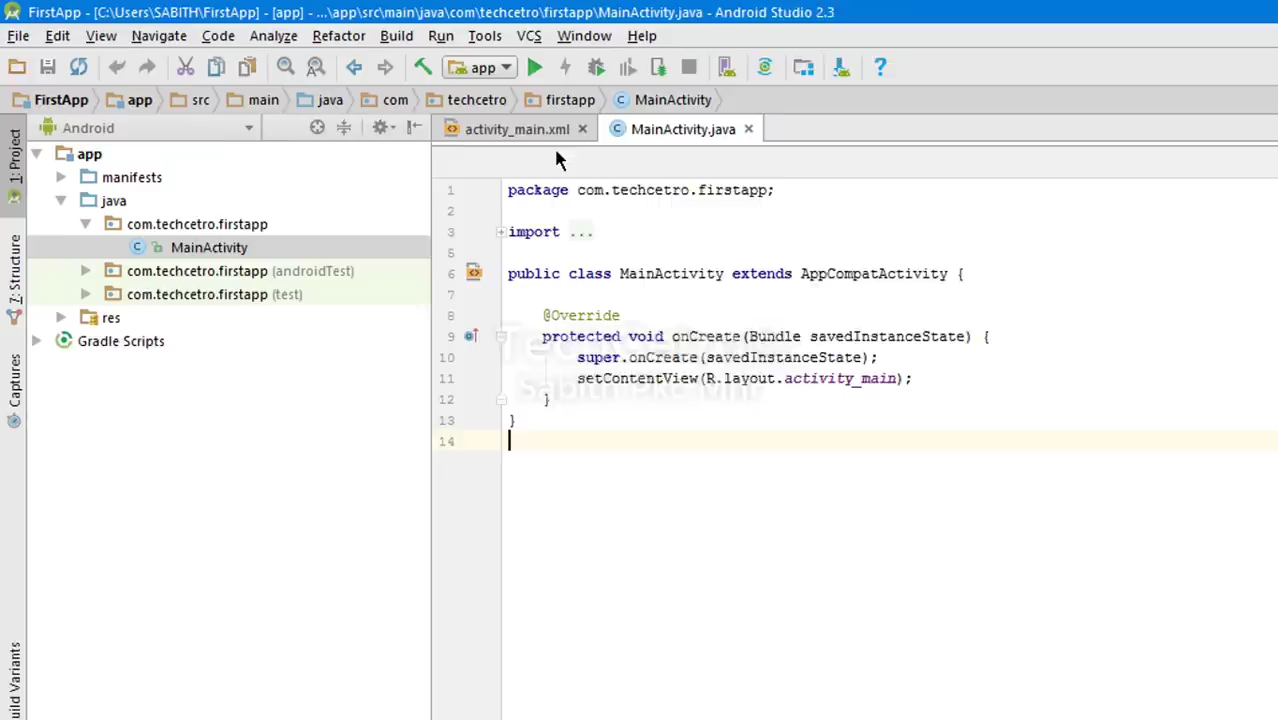 FirstApp - [C:\Users\SABITH\FirstApp] - [app] - ...\app\src\main\java\com\techcetro\firstapp\MainActivity.java - Android Studio 2.3
File Edit View Navigate Code Analyze Refactor Build Run Tools VCS Window Help
app
FirstApp app src main java com techcetro firstapp MainActivity
Android
activity_main.xml MainActivity.java
1: Project
7: Structure
Captures
uild Variants
app
manifests
java
com.techcetro.firstapp
MainActivity
com.techcetro.firstapp (androidTest)
com.techcetro.firstapp (test)
res
Gradle Scripts
1 package com.techcetro.firstapp;
2
3 import ...
5
6 public class MainActivity extends AppCompatActivity {
7
8 @Override
9 protected void onCreate(Bundle savedInstanceState) {
10 super.onCreate(savedInstanceState);
11 setContentView(R.layout.activity_main);
12 }
13 }
14